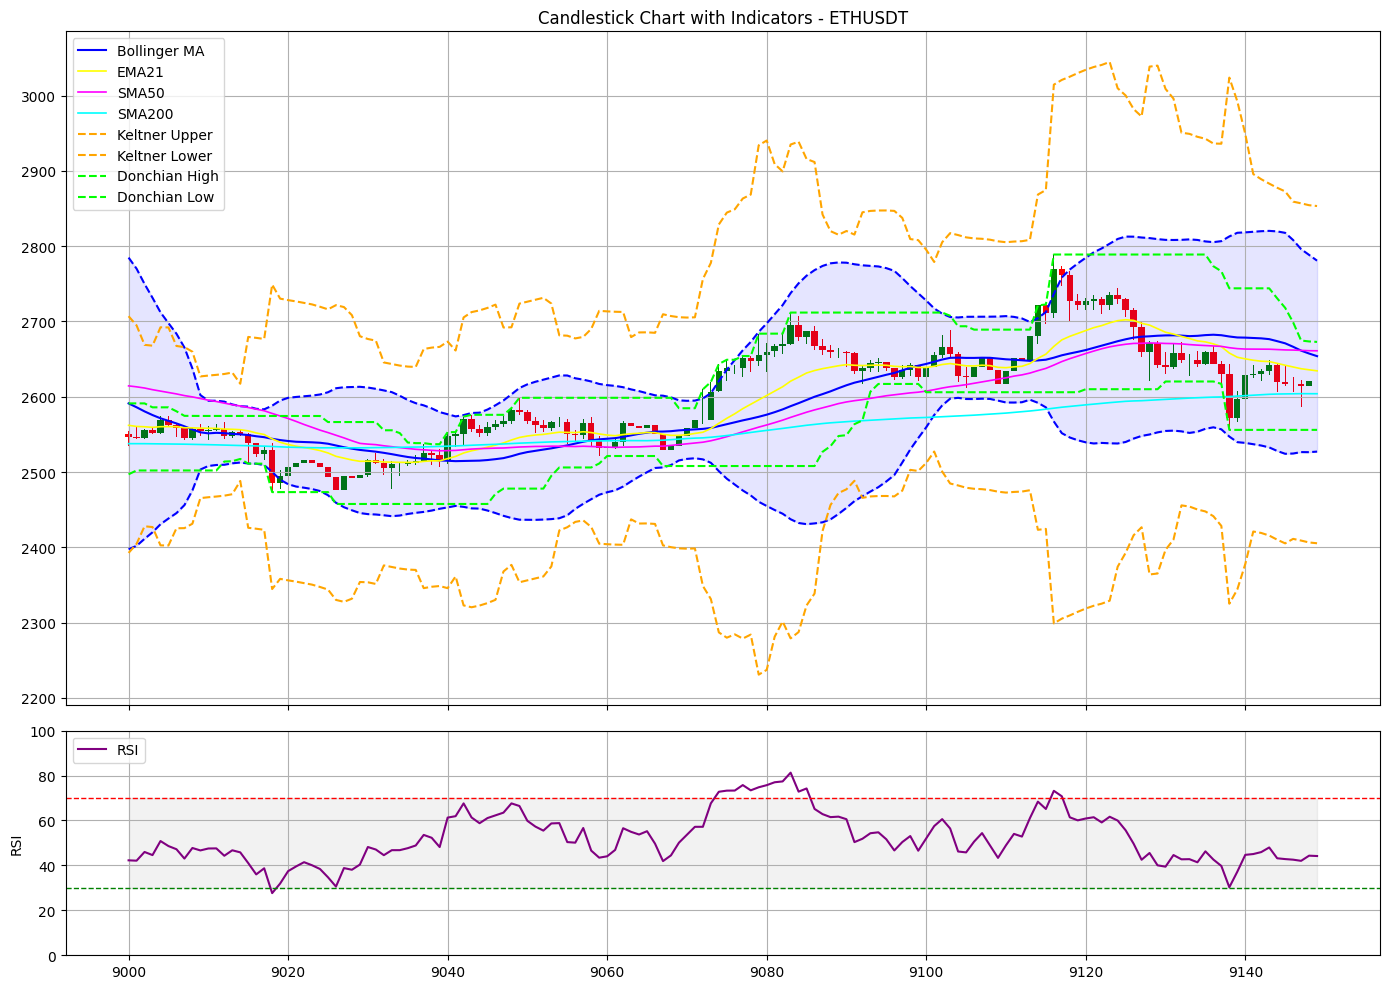 Candlestick Chart with Indicators - ETHUSDT
Bollinger MA
EMA21
SMA50
SMA200
Keltner Upper
Keltner Lower
Donchian High
Donchian Low
3000
2900
2800
2700
2600
2500
2400
2300
2200
RSI
100
80
60
40
20
0
RSI
9000
9020
9040
9060
9080
9100
9120
9140